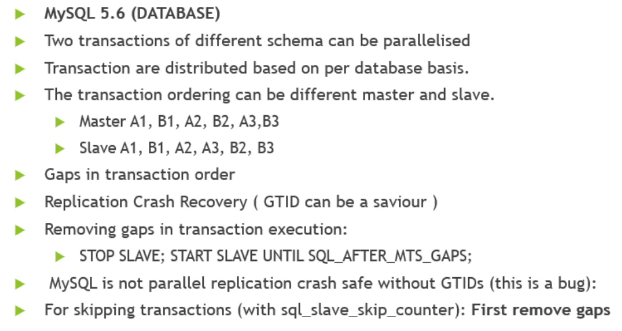 MySQL 5.6 (DATABASE)
Two transactions of different schema can be parallelised
Transaction are distributed based on per database basis.
The transaction ordering can be different master and slave.
Master A1, B1, A2, B2, A3,B3
Slave A1, B1, A2, A3, B2, B3
Gaps in transaction order
Replication Crash Recovery ( GTID can be a saviour )
Removing gaps in transaction execution:
STOP SLAVE; START SLAVE UNTIL SQL_AFTER_MTS_GAPS;
MySQL is not parallel replication crash safe without GTIDs (this is a bug):
For skipping transactions (with sql_slave_skip_counter): First remove gaps